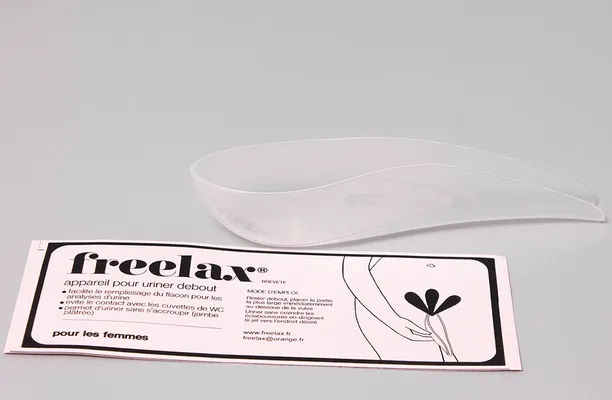 freelax®
appareil pour uriner debout
• facilite le remplissage du flacon pour les
analyses d'urine.
• évite le contact avec les cuvettes de WC
• permet d'uriner sans s'accroupir (jambe
plâtrée)
pour les femmes
BREVETE
MODE D'EMPLOI:
Rester debout, placer la partie
la plus large immédiatement
au dessous de la vulve
Uriner sans craindre les
éclaboussures en dirigeant
le jet vers l'endroit désiré.
www.freelax.fr
freelax@orange.fr